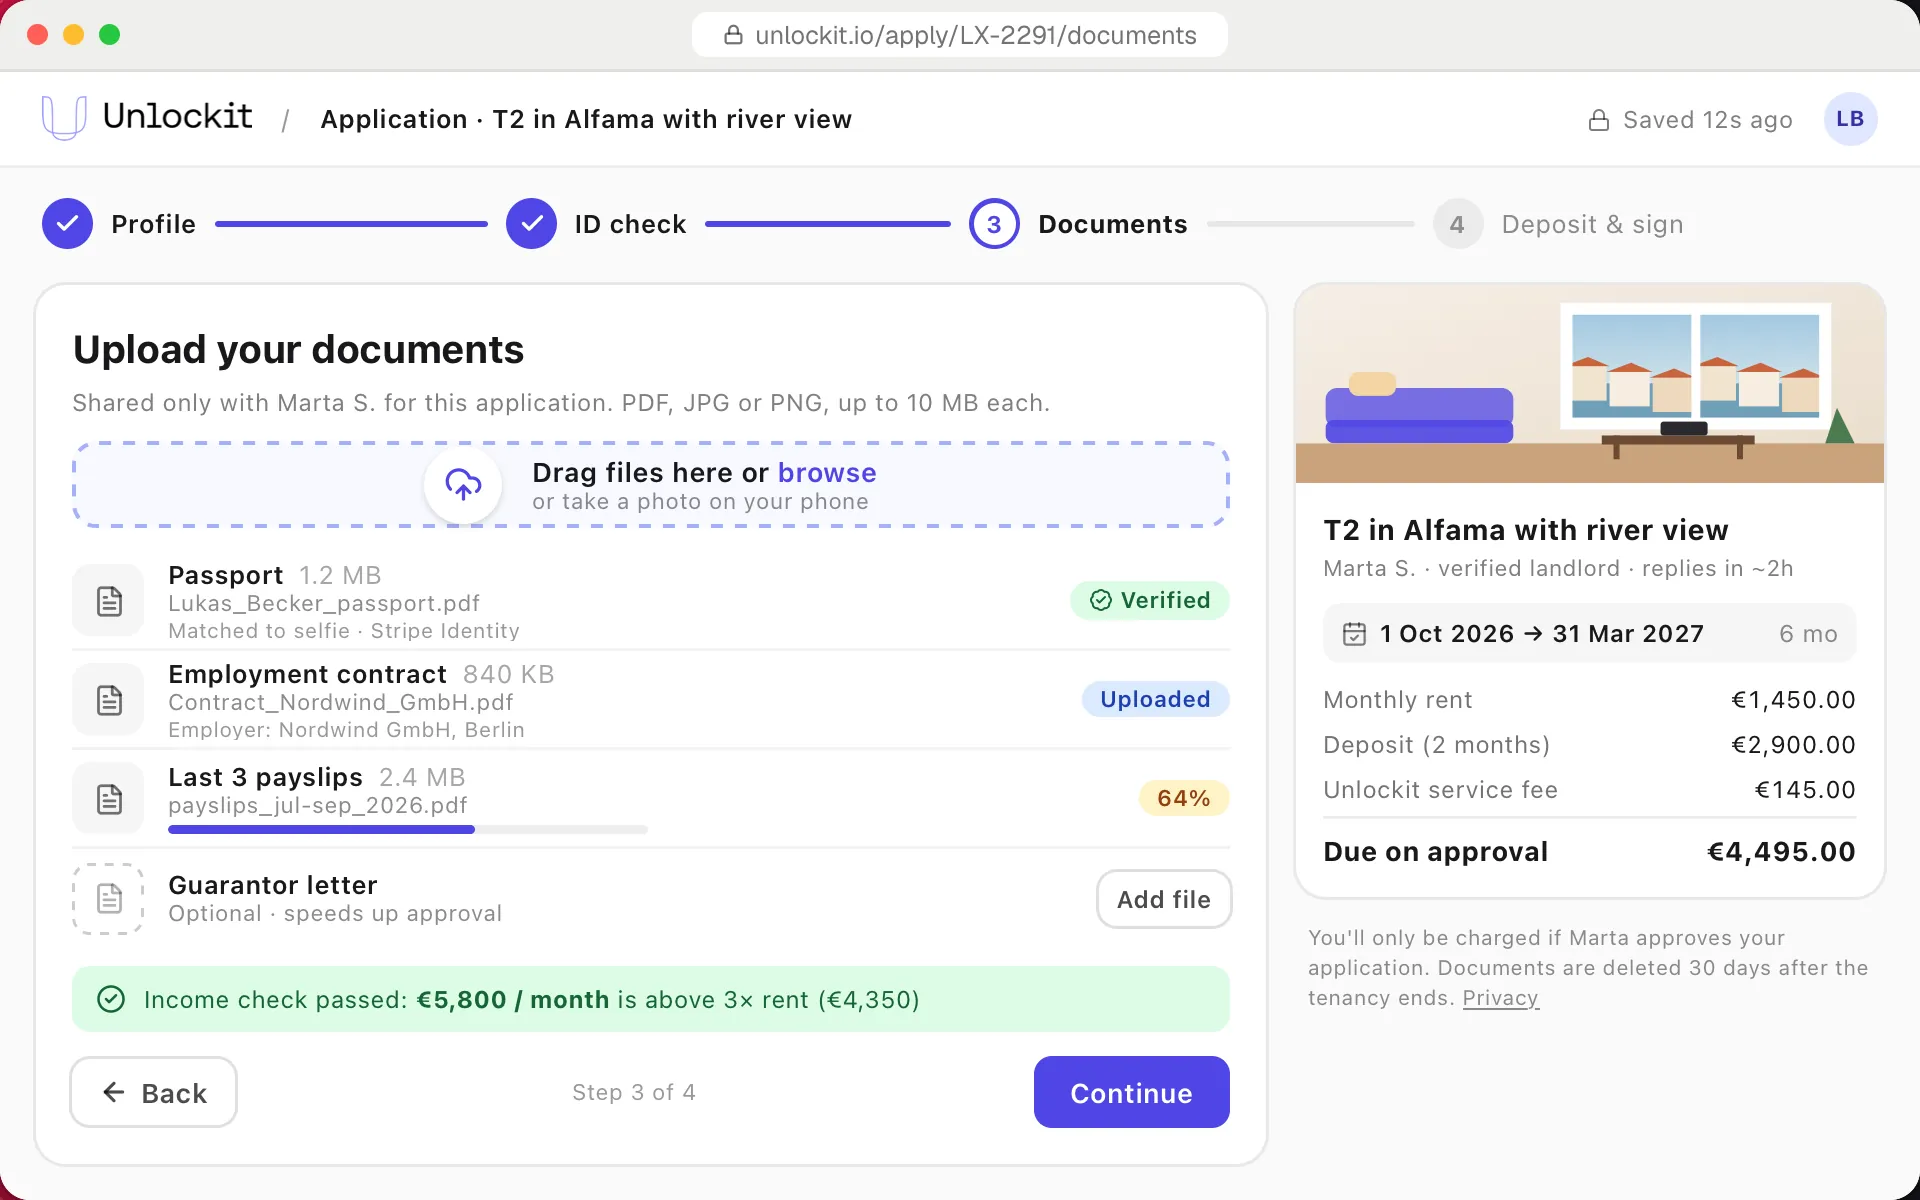 unlockit.io/apply/LX-2291/documents
Unlockit / Application · T2 in Alfama with river view
Saved 12s ago
LB
Profile
ID check
3 Documents
4 Deposit & sign
Upload your documents
Shared only with Marta S. for this application. PDF, JPG or PNG, up to 10 MB each.
Drag files here or browse
or take a photo on your phone
Passport 1.2 MB
Lukas_Becker_passport.pdf
Matched to selfie · Stripe Identity
Verified
Employment contract 840 KB
Contract_Nordwind_GmbH.pdf
Employer: Nordwind GmbH, Berlin
Uploaded
Last 3 payslips 2.4 MB
payslips_jul-sep_2026.pdf
64%
Guarantor letter
Optional · speeds up approval
Add file
Income check passed: €5,800 / month is above 3× rent (€4,350)
← Back
Step 3 of 4
Continue
T2 in Alfama with river view
Marta S. · verified landlord · replies in ~2h
1 Oct 2026 → 31 Mar 2027 6 mo
Monthly rent €1,450.00
Deposit (2 months) €2,900.00
Unlockit service fee €145.00
Due on approval €4,495.00
You'll only be charged if Marta approves your
application. Documents are deleted 30 days after the
tenancy ends. Privacy